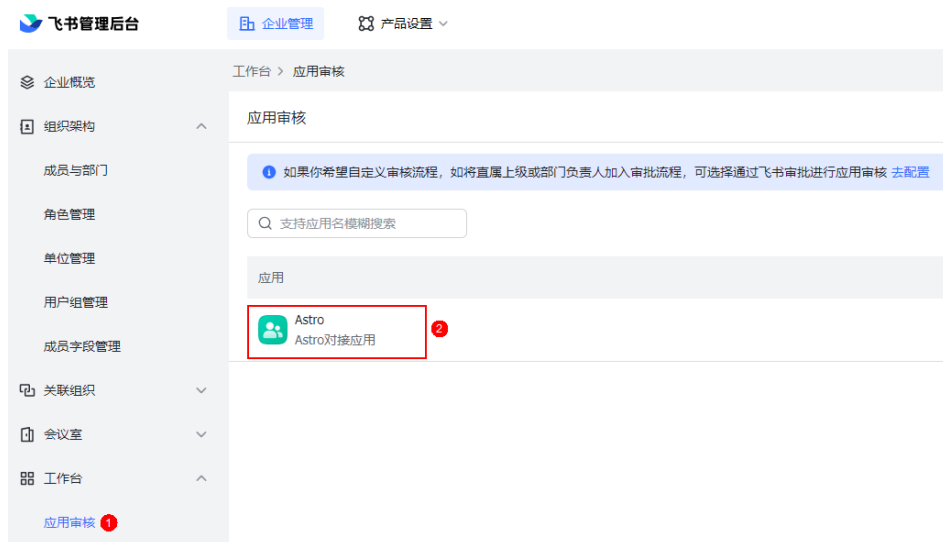 飞书管理后台
企业管理
产品设置
企业概览
组织架构
成员与部门
角色管理
单位管理
用户组管理
成员字段管理
关联组织
会议室
工作台
应用审核 1
工作台 > 应用审核
应用审核
如果你希望自定义审核流程，如将直属上级或部门负责人加入审批流程，可选择通过飞书审批进行应用审核 去配置
支持应用名模糊搜索
应用
Astro
Astro对接应用
2